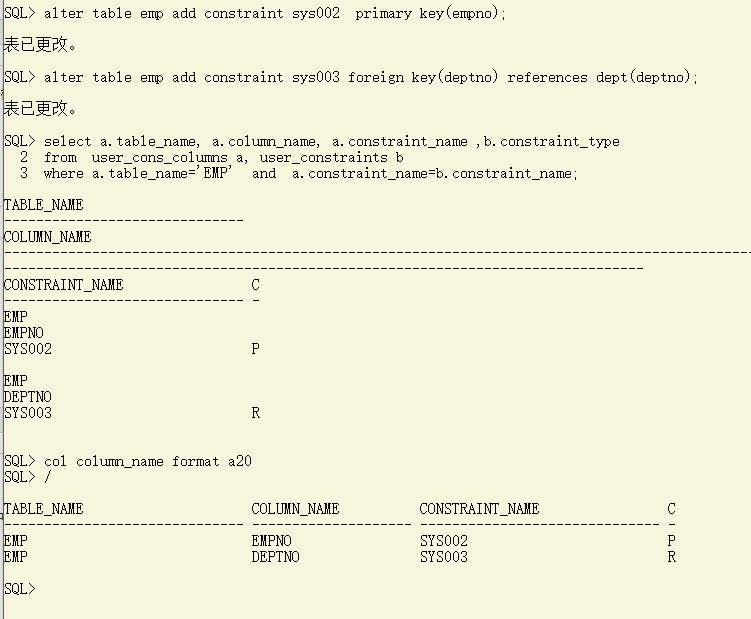 SQL> alter table emp add constraint sys002  primary key(empno);
表已更改。
SQL> alter table emp add constraint sys003 foreign key(deptno) references dept(deptno);
表已更改。
SQL> select a.table_name, a.column_name, a.constraint_name ,b.constraint_type
  2  from  user_cons_columns a, user_constraints b
  3  where a.table_name='EMP'  and  a.constraint_name=b.constraint_name;
TABLE_NAME
------------------------------
COLUMN_NAME
--------------------------------------------------------------------------------------------------
--------------------------------------------------------------------------------
CONSTRAINT_NAME                C
------------------------------ -
EMP
EMPNO
SYS002                         P
EMP
DEPTNO
SYS003                         R
SQL> col column_name format a20
SQL> /
TABLE_NAME                     COLUMN_NAME          CONSTRAINT_NAME                C
------------------------------ -------------------- ------------------------------ -
EMP                            EMPNO                SYS002                         P
EMP                            DEPTNO               SYS003                         R
SQL>